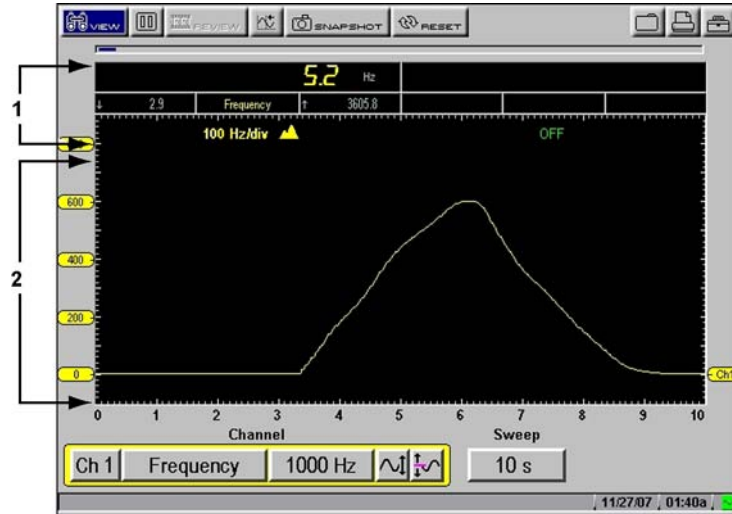 VIEW REVIEW SNAPSHOT RESET
5.2 Hz
↓ 2.9 Frequency ↑ 3605.8
1
100 Hz/div OFF
600
2
400
200
0 Ch1
0 1 2 3 4 5 6 7 8 9 10
Channel Sweep
Ch 1 Frequency 1000 Hz 10 s
11/27/07 01:40a